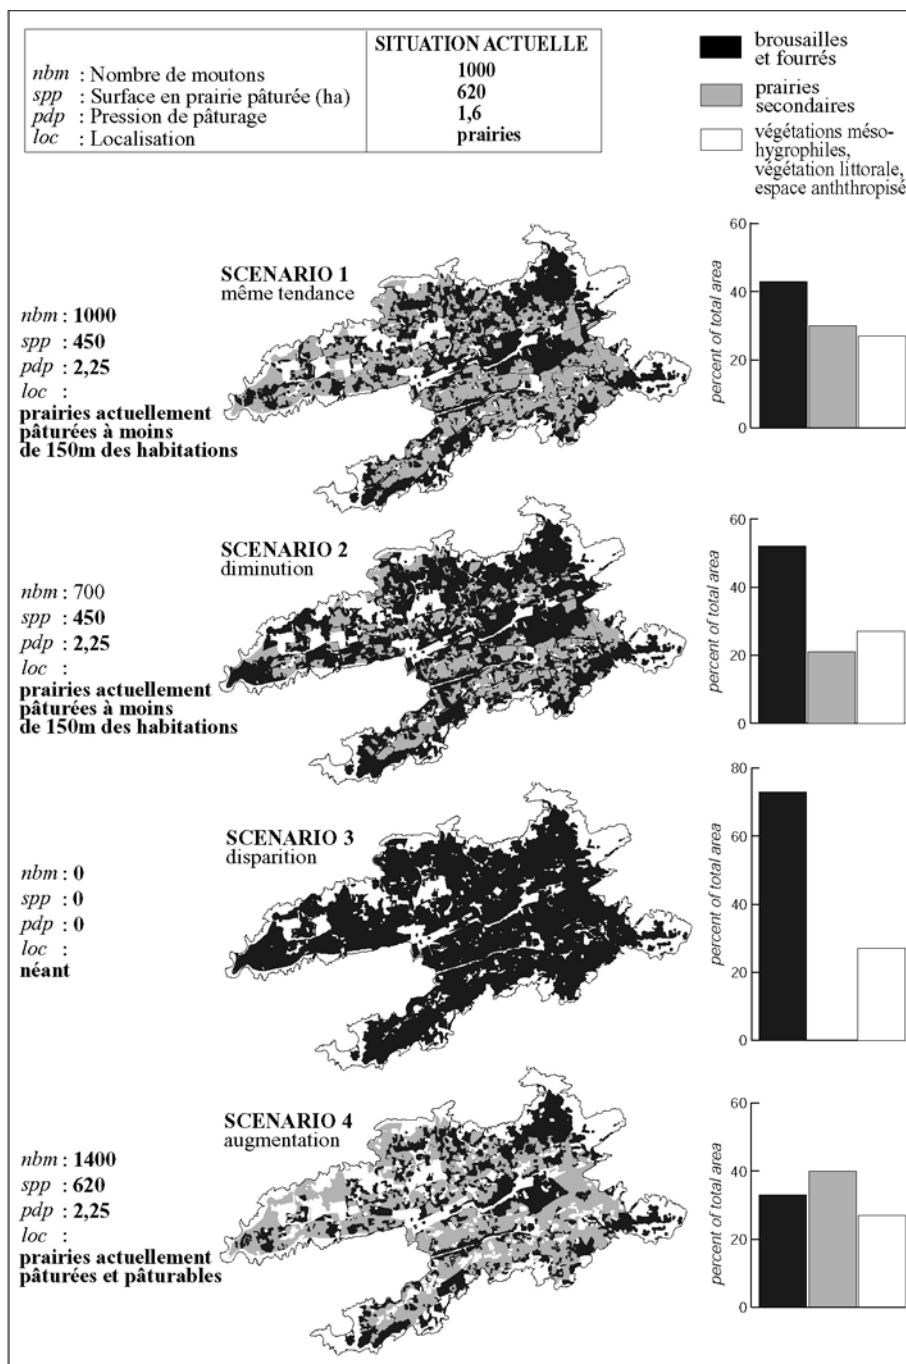 SITUATION ACTUELLE
nbm : Nombre de moutons 1000
spp : Surface en prairie pâturée (ha) 620
pdp : Pression de pâturage 1,6
loc : Localisation prairies
brousailles
et fourrés
prairies
secondaires
végétations méso-
hygrophiles,
végétation littorale,
espace anththropisé
SCENARIO 1
même tendance
nbm : 1000
spp : 450
pdp : 2,25
loc :
prairies actuellement
pâturées à moins
de 150m des habitations
percent of total area
60
40
20
0
SCENARIO 2
diminution
nbm : 700
spp : 450
pdp : 2,25
loc :
prairies actuellement
pâturées à moins
de 150m des habitations
percent of total area
60
40
20
0
SCENARIO 3
disparition
nbm : 0
spp : 0
pdp : 0
loc :
néant
percent of total area
80
60
40
20
0
SCENARIO 4
augmentation
nbm : 1400
spp : 620
pdp : 2,25
loc :
prairies actuellement
pâturées et pâturables
percent of total area
60
40
20
0